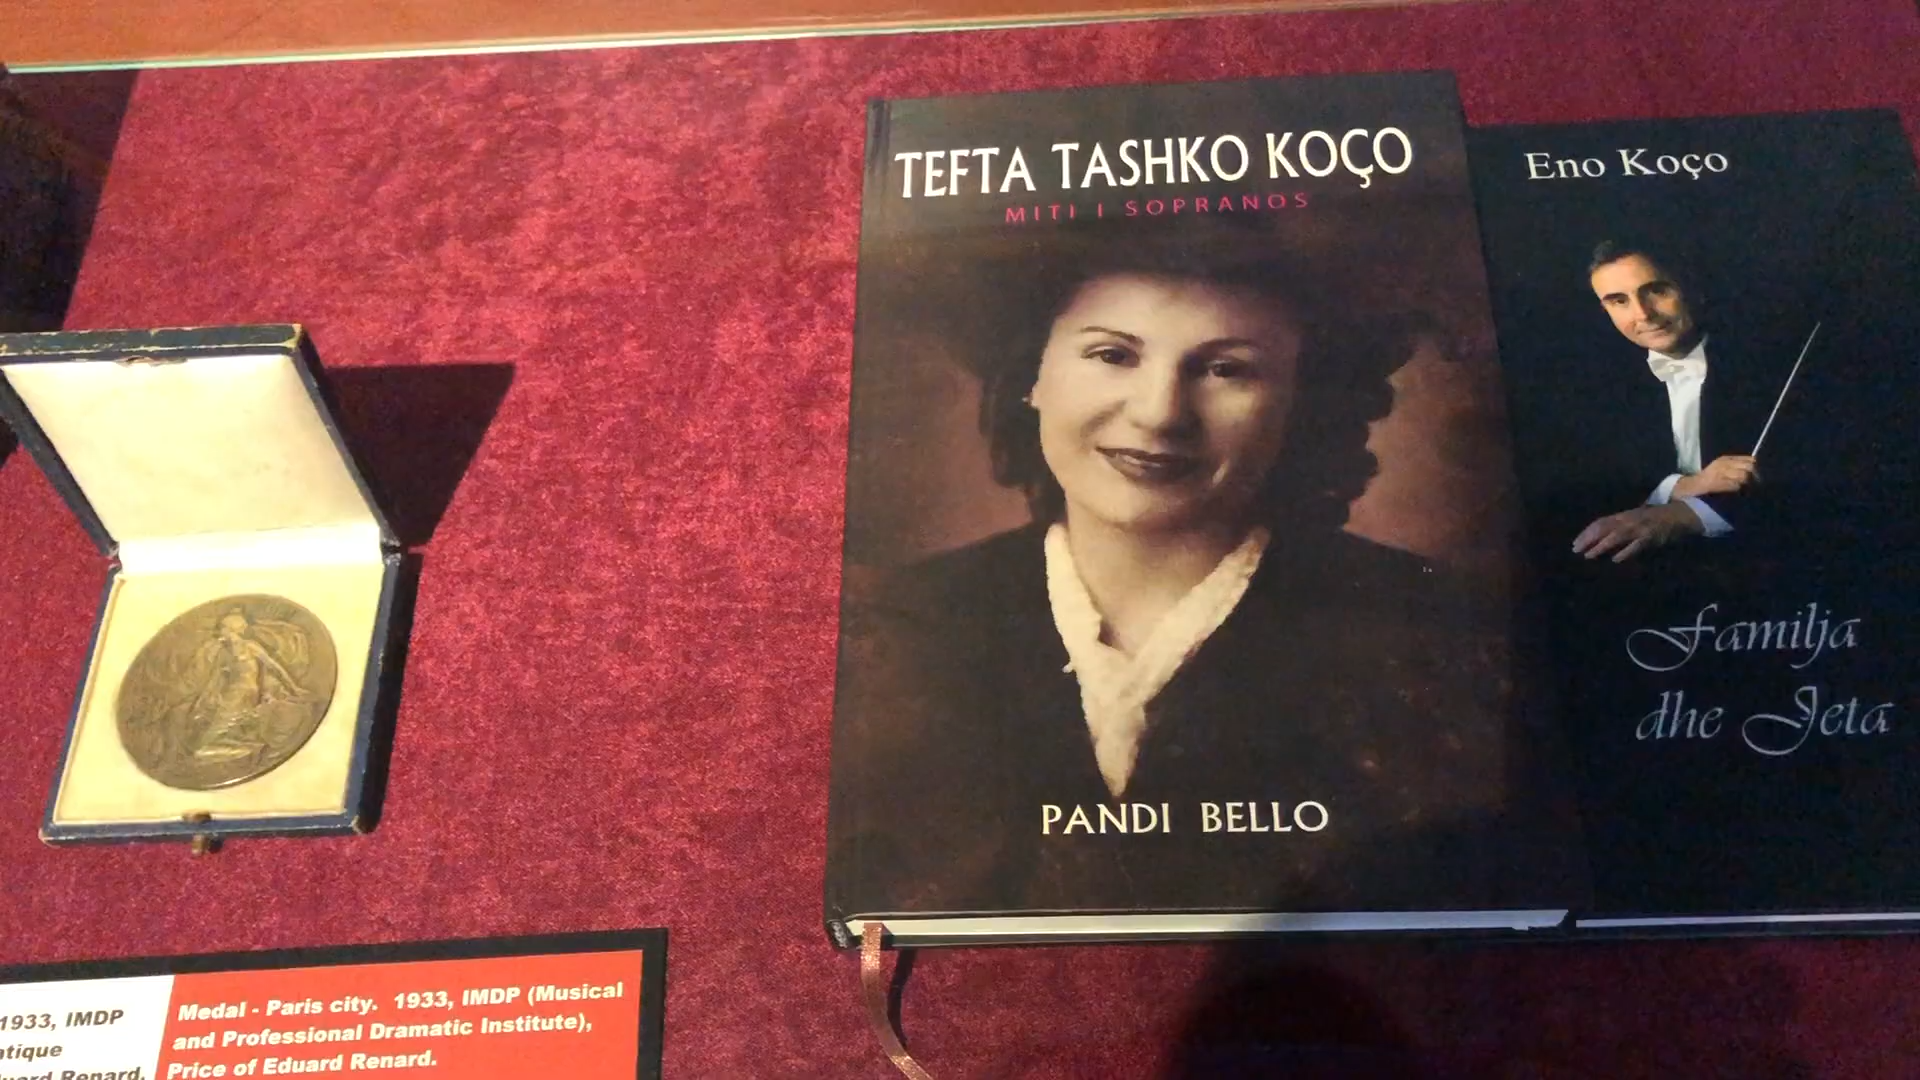 TEFTA TASHKO KOÇO
MITI I SOPRANOS
PANDI BELLO
Eno Koço
Familja
dhe Jeta
1933, IMDP
Renard.
Medal - Paris city. 1933, IMDP (Musical
and Professional Dramatic Institute),
Price of Eduard Renard.